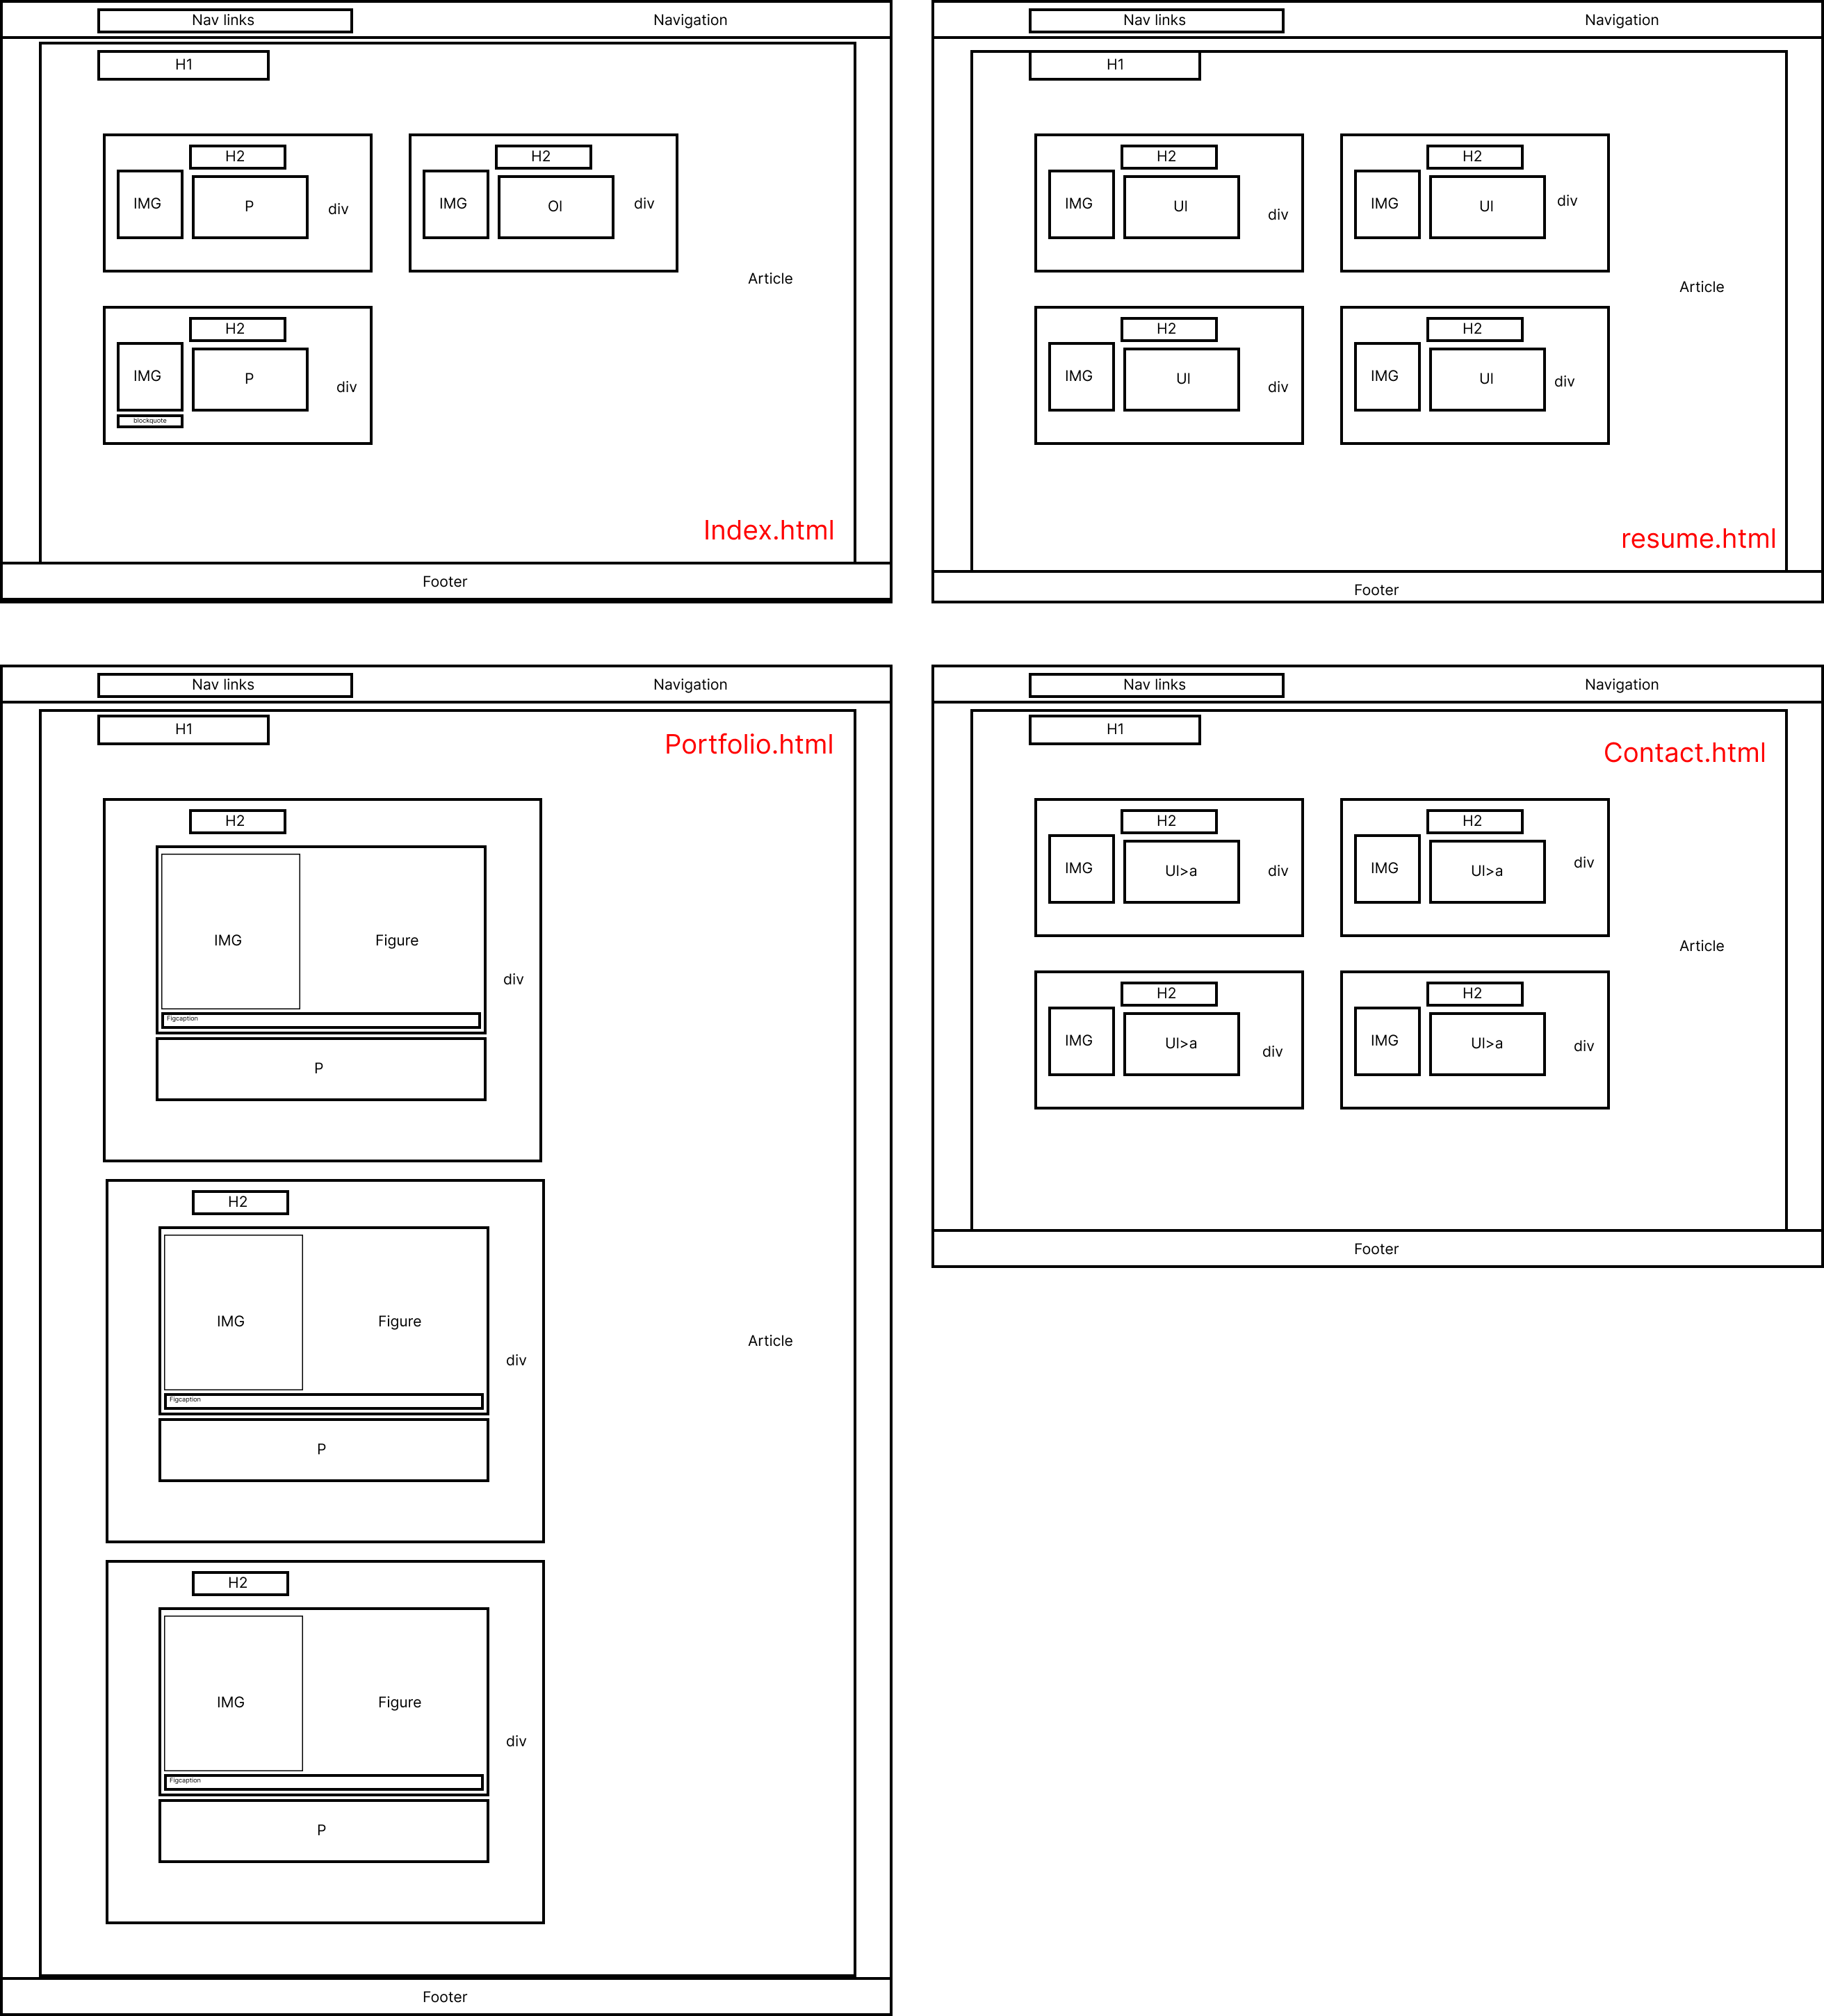 Nav links
Navigation
H1
H2
IMG
P
div
H2
IMG
Ol
div
Article
H2
IMG
P
div
blockquote
Index.html
Footer
Nav links
Navigation
H1
H2
IMG
Ul
div
H2
IMG
Ul
div
Article
H2
IMG
Ul
div
H2
IMG
Ul
div
resume.html
Footer
Nav links
Navigation
H1
Portfolio.html
H2
IMG
Figure
div
Figcaption
P
H2
IMG
Figure
Article
div
Figcaption
P
H2
IMG
Figure
div
Figcaption
P
Footer
Nav links
Navigation
H1
Contact.html
H2
IMG
Ul>a
div
H2
IMG
Ul>a
div
Article
H2
IMG
Ul>a
div
H2
IMG
Ul>a
div
Footer